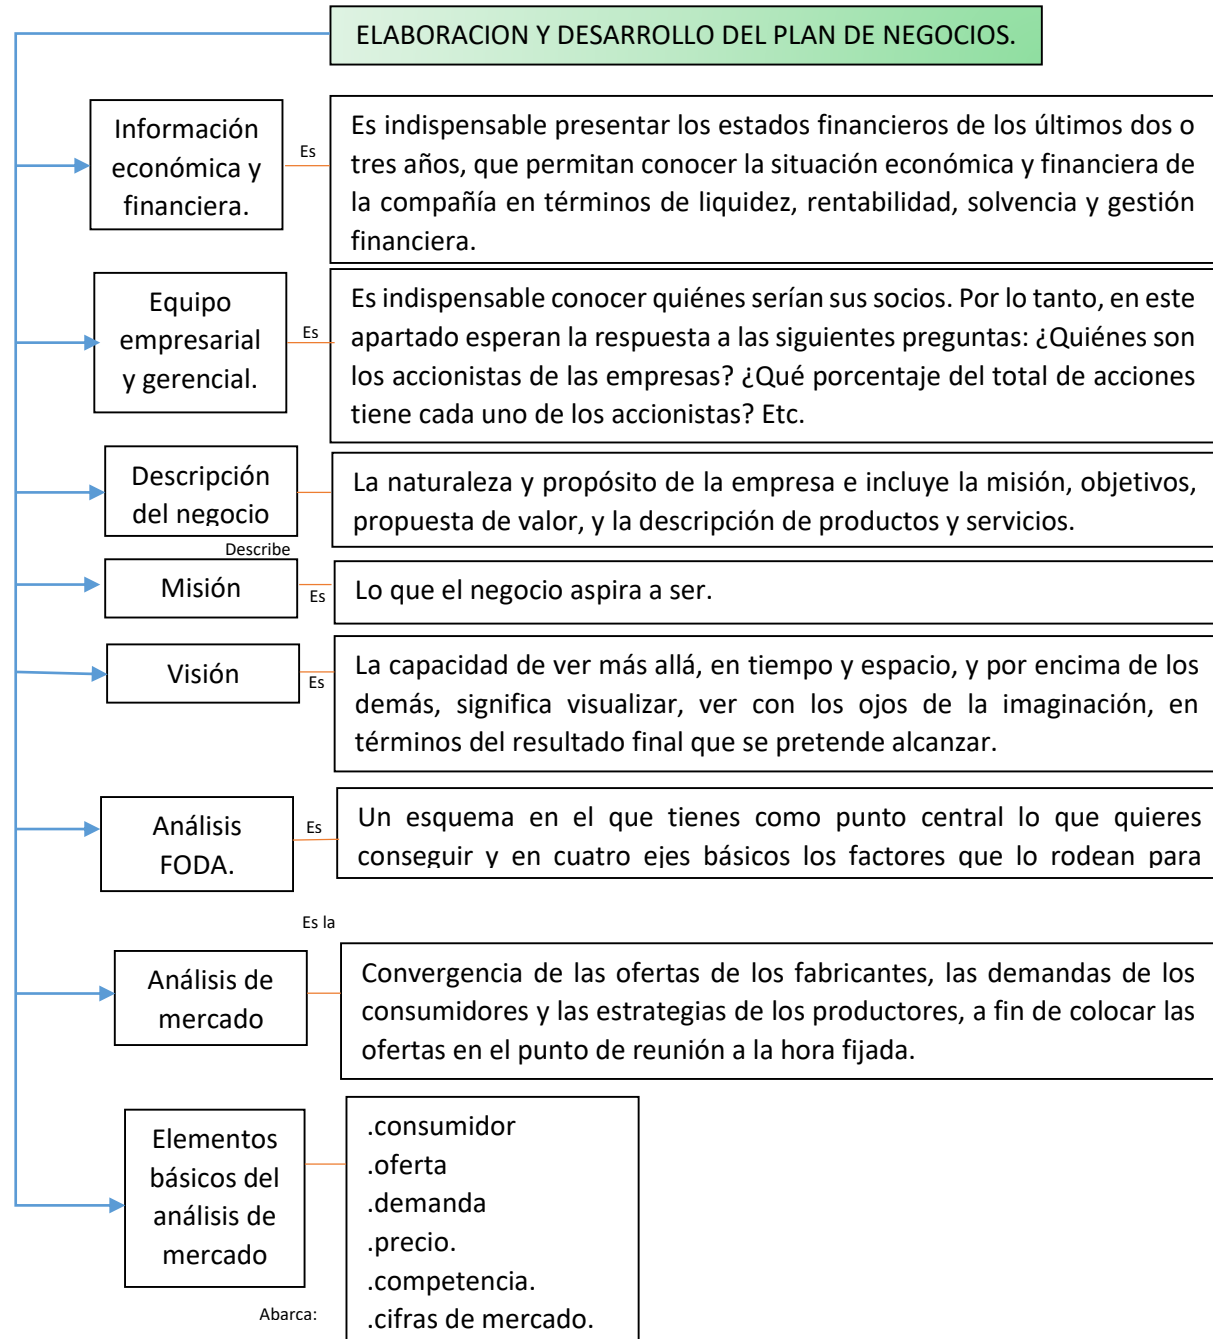 ELABORACION Y DESARROLLO DEL PLAN DE NEGOCIOS.
Información
económica y
financiera.
Es
Es indispensable presentar los estados financieros de los últimos dos o
tres años, que permitan conocer la situación económica y financiera de
la compañía en términos de liquidez, rentabilidad, solvencia y gestión
financiera.
Equipo
empresarial
y gerencial.
Es
Es indispensable conocer quiénes serían sus socios. Por lo tanto, en este
apartado esperan la respuesta a las siguientes preguntas: ¿Quiénes son
los accionistas de las empresas? ¿Qué porcentaje del total de acciones
tiene cada uno de los accionistas? Etc.
Descripción
del negocio
Describe
La naturaleza y propósito de la empresa e incluye la misión, objetivos,
propuesta de valor, y la descripción de productos y servicios.
Misión
Es
Lo que el negocio aspira a ser.
Visión
Es
La capacidad de ver más allá, en tiempo y espacio, y por encima de los
demás, significa visualizar, ver con los ojos de la imaginación, en
términos del resultado final que se pretende alcanzar.
Análisis
FODA.
Es
Un esquema en el que tienes como punto central lo que quieres
conseguir y en cuatro ejes básicos los factores que lo rodean para
Análisis de
mercado
Es la
Convergencia de las ofertas de los fabricantes, las demandas de los
consumidores y las estrategias de los productores, a fin de colocar las
ofertas en el punto de reunión a la hora fijada.
Elementos
básicos del
análisis de
mercado
Abarca:
.consumidor
.oferta
.demanda
.precio.
.competencia.
.cifras de mercado.